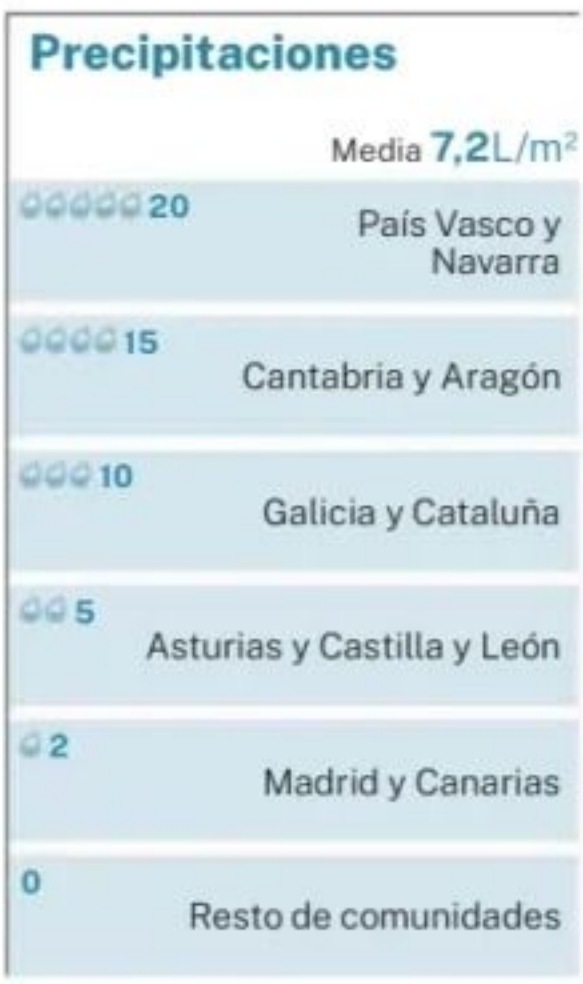 Precipitaciones
Media 7,2L/m²
20
País Vasco y
Navarra
15
Cantabria y Aragón
10
Galicia y Cataluña
5
Asturias y Castilla y León
2
Madrid y Canarias
0
Resto de comunidades